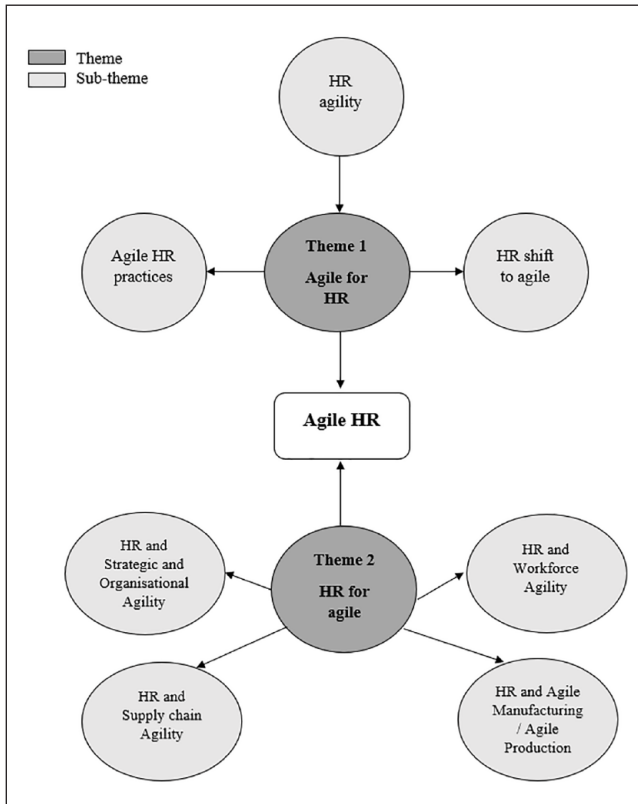 Theme
Sub-theme
HR
agility
Theme 1
Agile for
HR
Agile HR
practices
HR shift
to agile
Agile HR
Theme 2
HR for
agile
HR and
Strategic and
Organisational
Agility
HR and
Workforce
Agility
HR and
Supply chain
Agility
HR and Agile
Manufacturing
/ Agile
Production